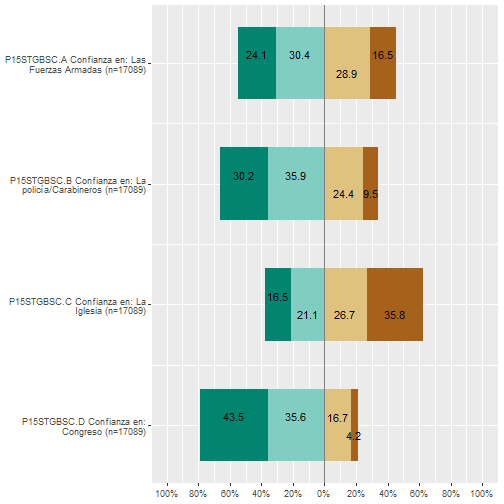 P15STGBSC.A Confianza en: Las
Fuerzas Armadas (n=17089)
24.1 30.4 28.9 16.5
P15STGBSC.B Confianza en: La
policía/Carabineros (n=17089)
30.2 35.9 24.4 9.5
P15STGBSC.C Confianza en: La
Iglesia (n=17089)
16.5 21.1 26.7 35.8
P15STGBSC.D Confianza en:
Congreso (n=17089)
43.5 35.6 16.7 4.2
100% 80% 60% 40% 20% 0% 20% 40% 60% 80% 100%